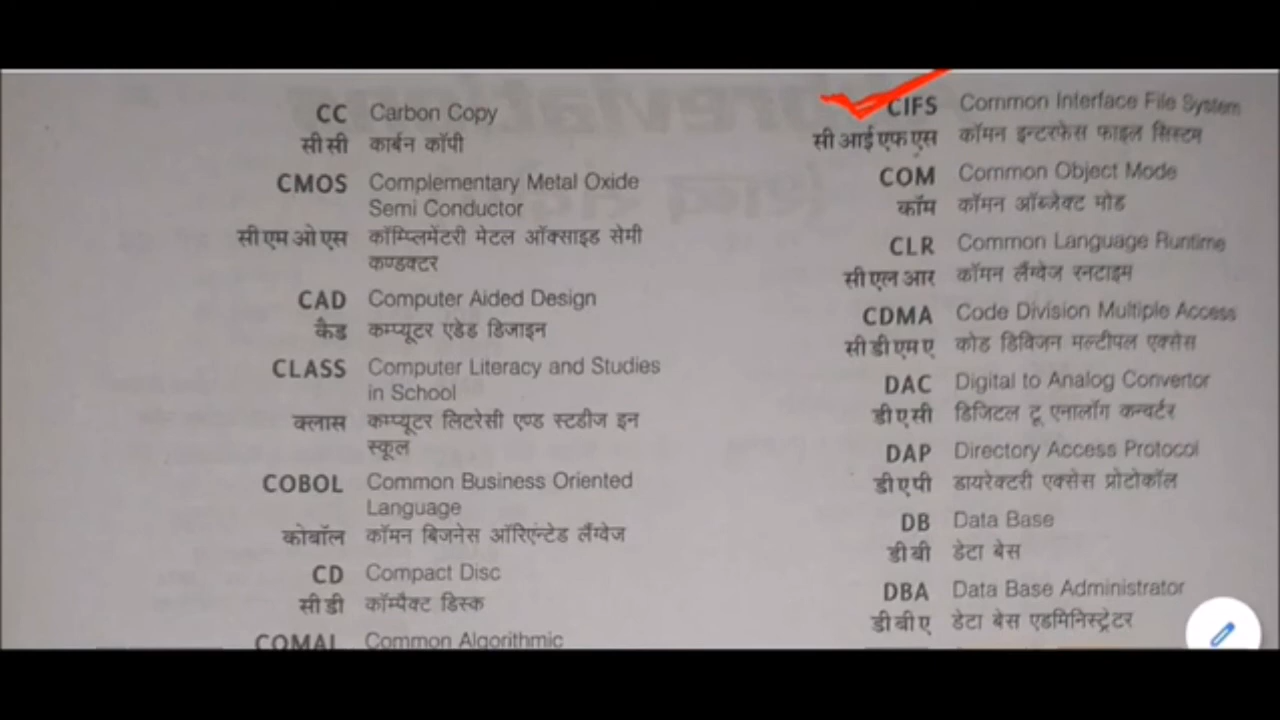 CC Carbon Copy
सी सी कार्बन कॉपी
CMOS Complementary Metal Oxide
Semi Conductor
सी एम ओ एस कॉम्प्लिमेंटरी मेटल ऑक्साइड सेमी
कण्डक्टर
CAD Computer Aided Design
कैड कम्प्यूटर एडेड डिजाइन
CLASS Computer Literacy and Studies
in School
क्लास कम्प्यूटर लिटरेसी एण्ड स्टडीज इन
स्कूल
COBOL Common Business Oriented
Language
कोबॉल कॉमन बिजनेस ऑरिएन्टेड लैंग्वेज
CD Compact Disc
सी डी कॉम्पैक्ट डिस्क
COMAL Common Algorithmic
CIFS Common Interface File System
सी आई एफ एस कॉमन इन्टरफेस फाइल सिस्टम
COM Common Object Mode
कॉम कॉमन ऑब्जेक्ट मोड
CLR Common Language Runtime
सी एल आर कॉमन लैंग्वेज रनटाइम
CDMA Code Division Multiple Access
सी डी एम ए कोड डिविजन मल्टीपल एक्सेस
DAC Digital to Analog Convertor
डी ए सी डिजिटल टू एनालॉग कन्वर्टर
DAP Directory Access Protocol
डी ए पी डायरेक्टरी एक्सेस प्रोटोकॉल
DB Data Base
डी बी डेटा बेस
DBA Data Base Administrator
डी बी ए डेटा बेस एडमिनिस्ट्रेटर